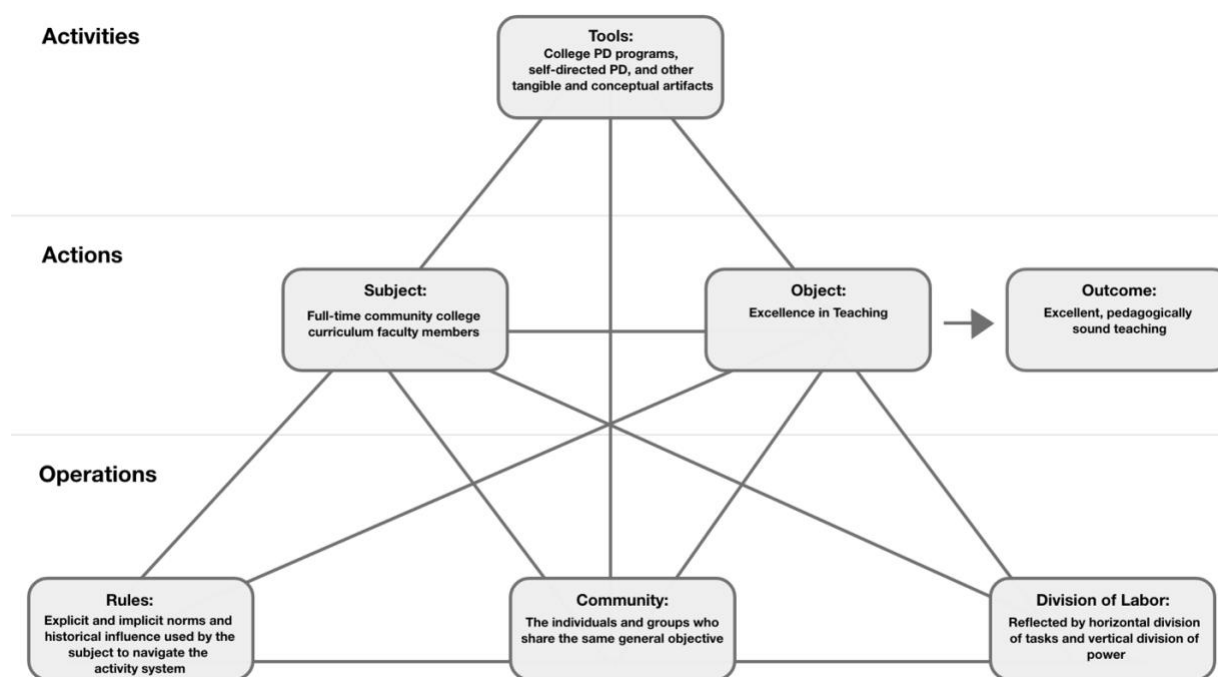 Activities
Tools:
College PD programs,
self-directed PD, and other
tangible and conceptual artifacts
Actions
Subject:
Full-time community college
curriculum faculty members
Object:
Excellence in Teaching
Outcome:
Excellent, pedagogically
sound teaching
Operations
Rules:
Explicit and implicit norms and
historical influence used by the
subject to navigate the
activity system
Community:
The individuals and groups who
share the same general objective
Division of Labor:
Reflected by horizontal division
of tasks and vertical division of
power